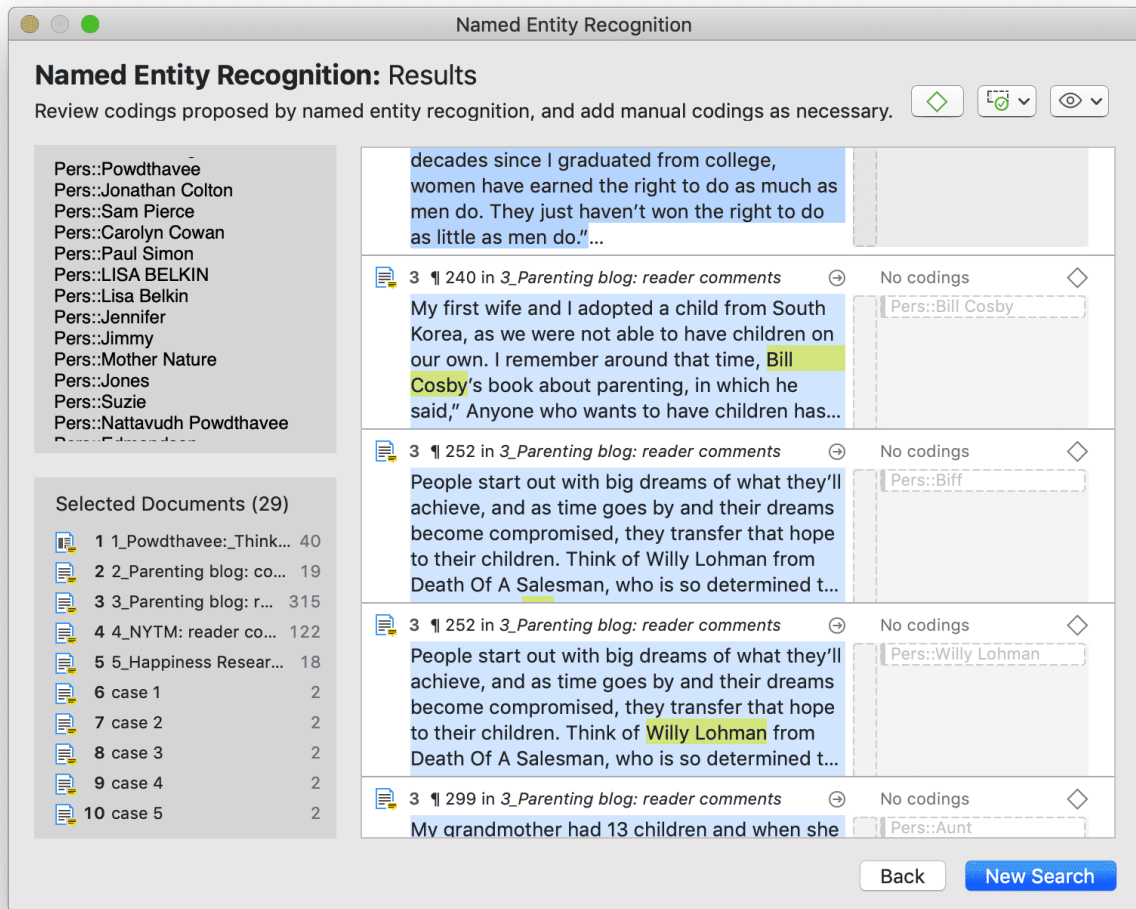 Named Entity Recognition
Named Entity Recognition: Results
Review codings proposed by named entity recognition, and add manual codings as necessary.
Pers::Powdthavee
Pers::Jonathan Colton
Pers::Sam Pierce
Pers::Carolyn Cowan
Pers::Paul Simon
Pers::LISA BELKIN
Pers::Lisa Belkin
Pers::Jennifer
Pers::Jimmy
Pers::Mother Nature
Pers::Jones
Pers::Suzie
Pers::Nattavudh Powdthavee
Pers::Edmondson
Selected Documents (29)
1 1_Powdthavee:_Think... 40
2 2_Parenting blog: co... 19
3 3_Parenting blog: r... 315
4 4_NYTM: reader co... 122
5 5_Happiness Resear... 18
6 case 1 2
7 case 2 2
8 case 3 2
9 case 4 2
10 case 5 2
decades since I graduated from college,
women have earned the right to do as much as
men do. They just haven’t won the right to do
as little as men do.”...
3 ¶ 240 in 3_Parenting blog: reader comments
No codings
Pers::Bill Cosby
My first wife and I adopted a child from South
Korea, as we were not able to have children on
our own. I remember around that time, Bill
Cosby’s book about parenting, in which he
said,” Anyone who wants to have children has...
3 ¶ 252 in 3_Parenting blog: reader comments
No codings
Pers::Biff
People start out with big dreams of what they’ll
achieve, and as time goes by and their dreams
become compromised, they transfer that hope
to their children. Think of Willy Lohman from
Death Of A Salesman, who is so determined t...
3 ¶ 252 in 3_Parenting blog: reader comments
No codings
Pers::Willy Lohman
People start out with big dreams of what they’ll
achieve, and as time goes by and their dreams
become compromised, they transfer that hope
to their children. Think of Willy Lohman from
Death Of A Salesman, who is so determined t...
3 ¶ 299 in 3_Parenting blog: reader comments
No codings
Pers::Aunt
My grandmother had 13 children and when she
Back
New Search